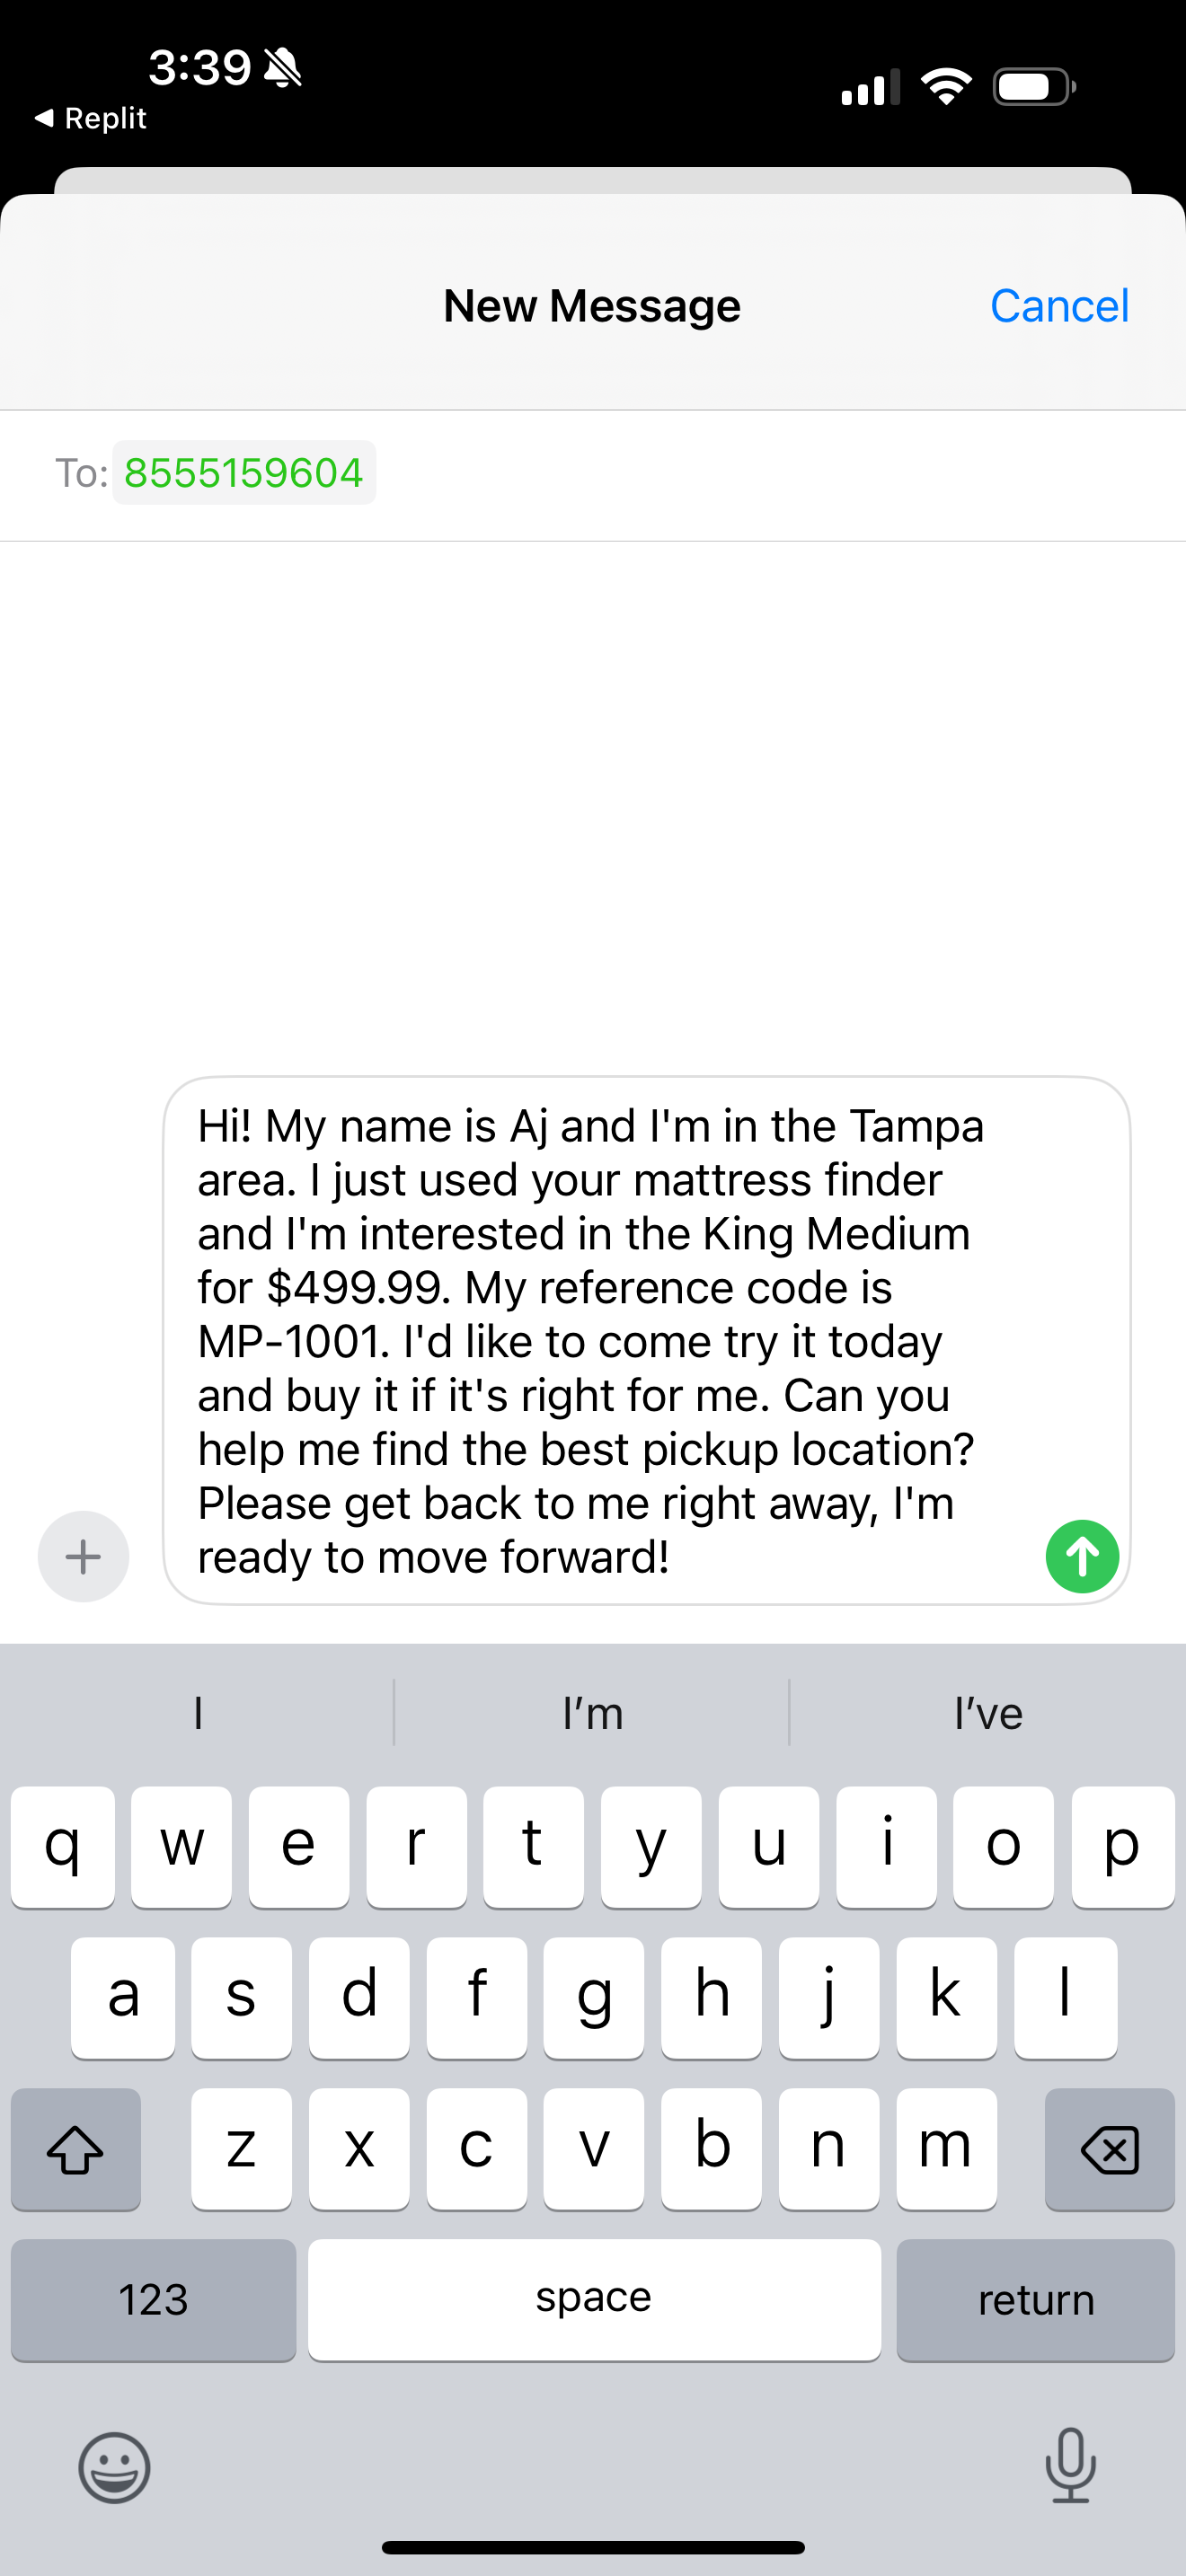 3:39
Replit
New Message
Cancel
To: 8555159604
Hi! My name is Aj and I'm in the Tampa
area. I just used your mattress finder
and I'm interested in the King Medium
for $499.99. My reference code is
MP-1001. I'd like to come try it today
and buy it if it's right for me. Can you
help me find the best pickup location?
Please get back to me right away, I'm
ready to move forward!
I I’m I’ve
q w e r t y u i o p
a s d f g h j k l
z x c v b n m
123 space return